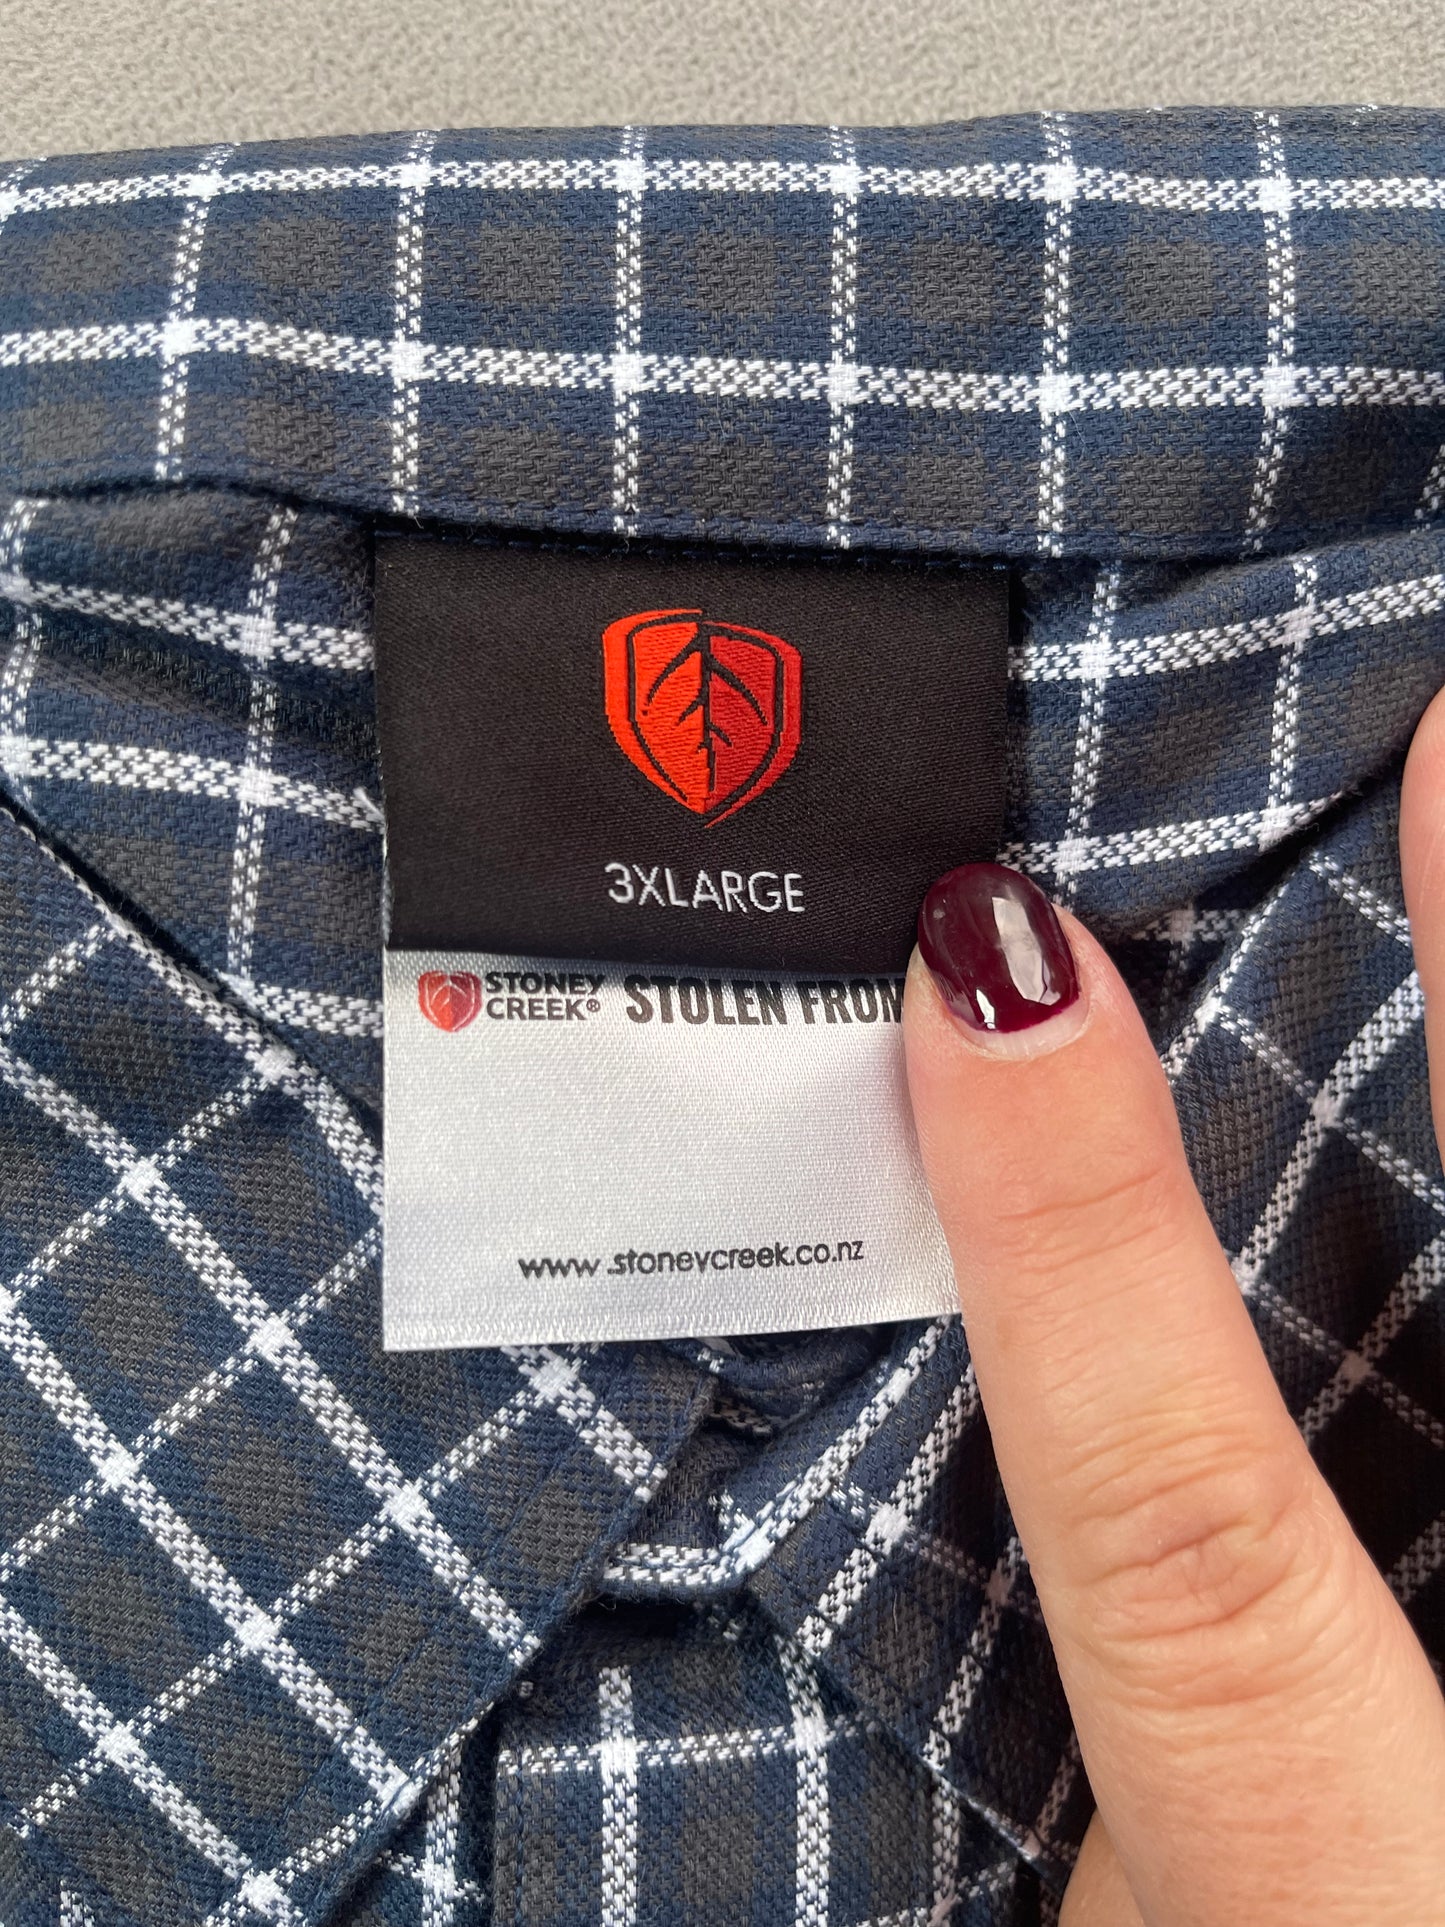 3XLARGE
STONEY
CREEK® STOLEN FROM
www.stoneycreek.co.nz